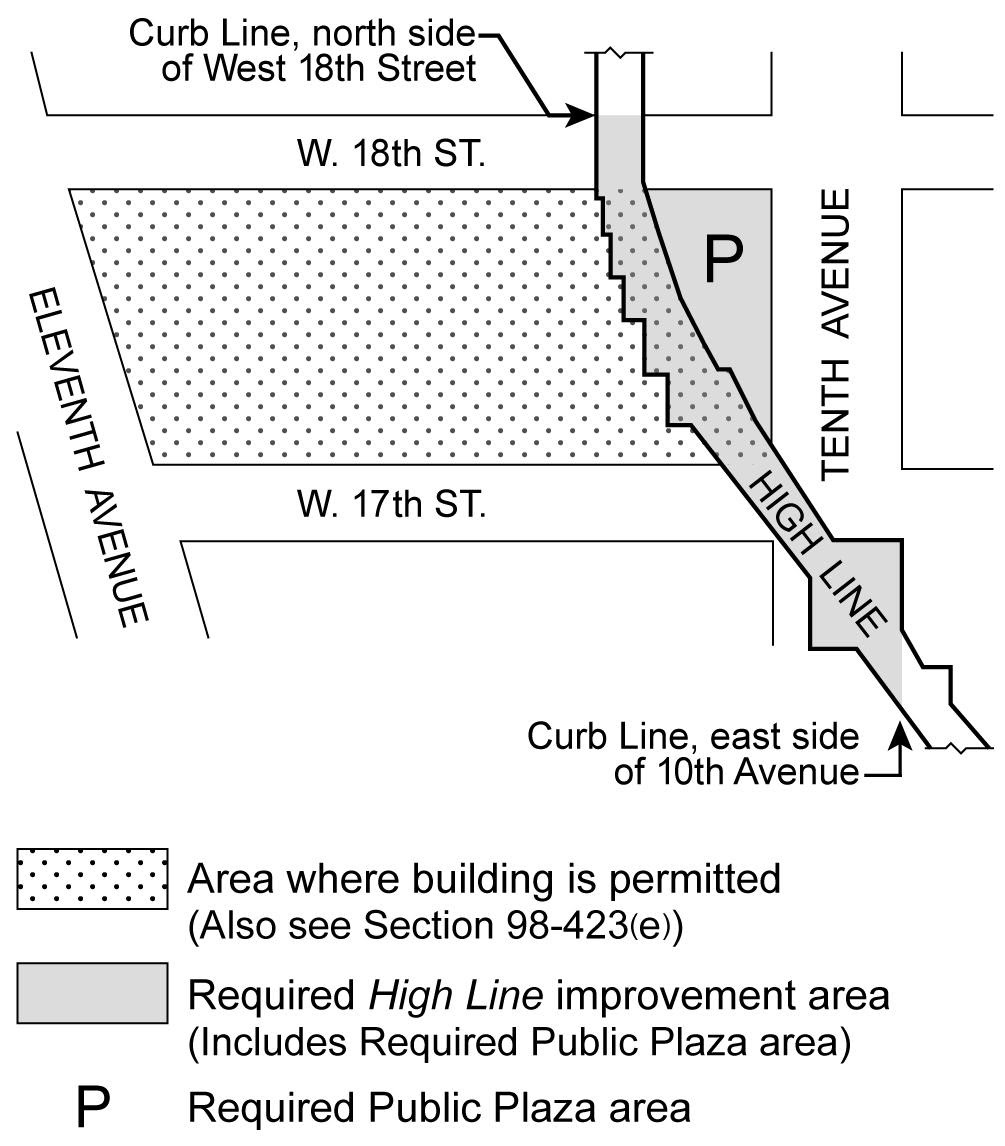 Curb Line, north side
of West 18th Street
W. 18th ST.
P
TENTH AVENUE
ELEVENTH AVENUE
W. 17th ST.
HIGH LINE
Curb Line, east side
of 10th Avenue
Area where building is permitted
(Also see Section 98-423(e))
Required High Line improvement area
(Includes Required Public Plaza area)
P Required Public Plaza area